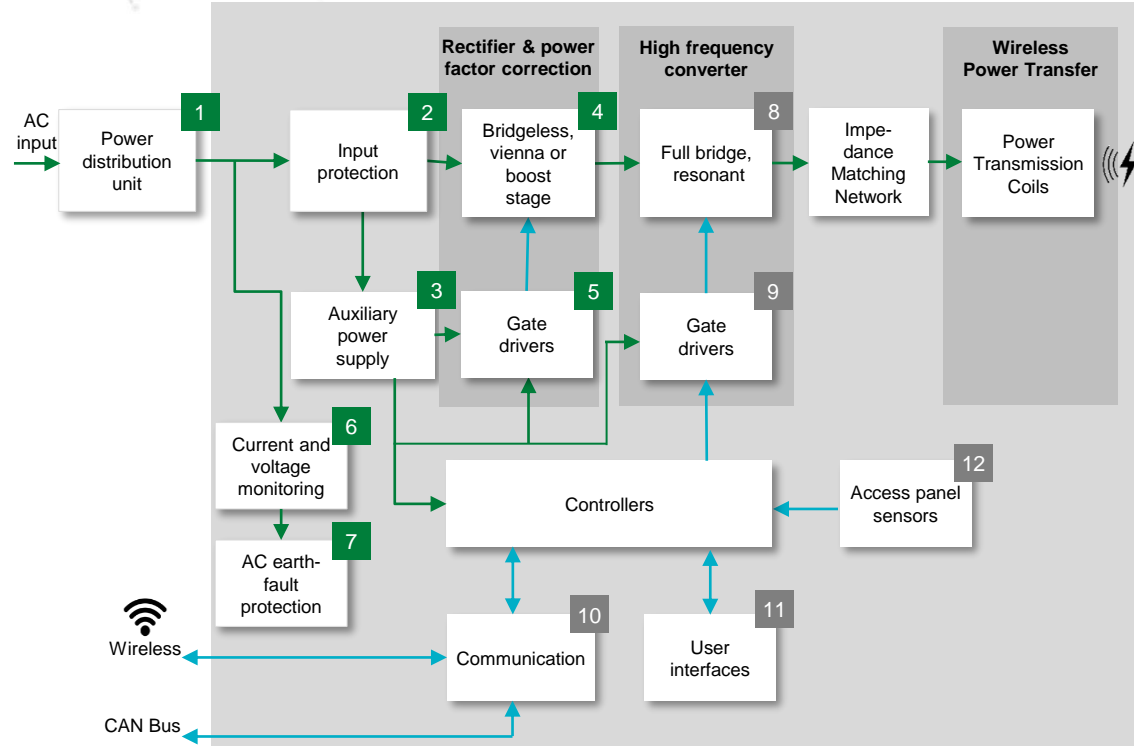 Rectifier & power
factor correction
High frequency
converter
Wireless
Power Transfer
AC
input
1
Power
distribution
unit
2
Input
protection
4
Bridgeless,
vienna or
boost
stage
8
Full bridge,
resonant
Impe-
dance
Matching
Network
Power
Transmission
Coils
3
Auxiliary
power
supply
5
Gate
drivers
9
Gate
drivers
6
Current and
voltage
monitoring
Controllers
12
Access panel
sensors
7
AC earth-
fault
protection
10
Communication
11
User
interfaces
Wireless
CAN Bus